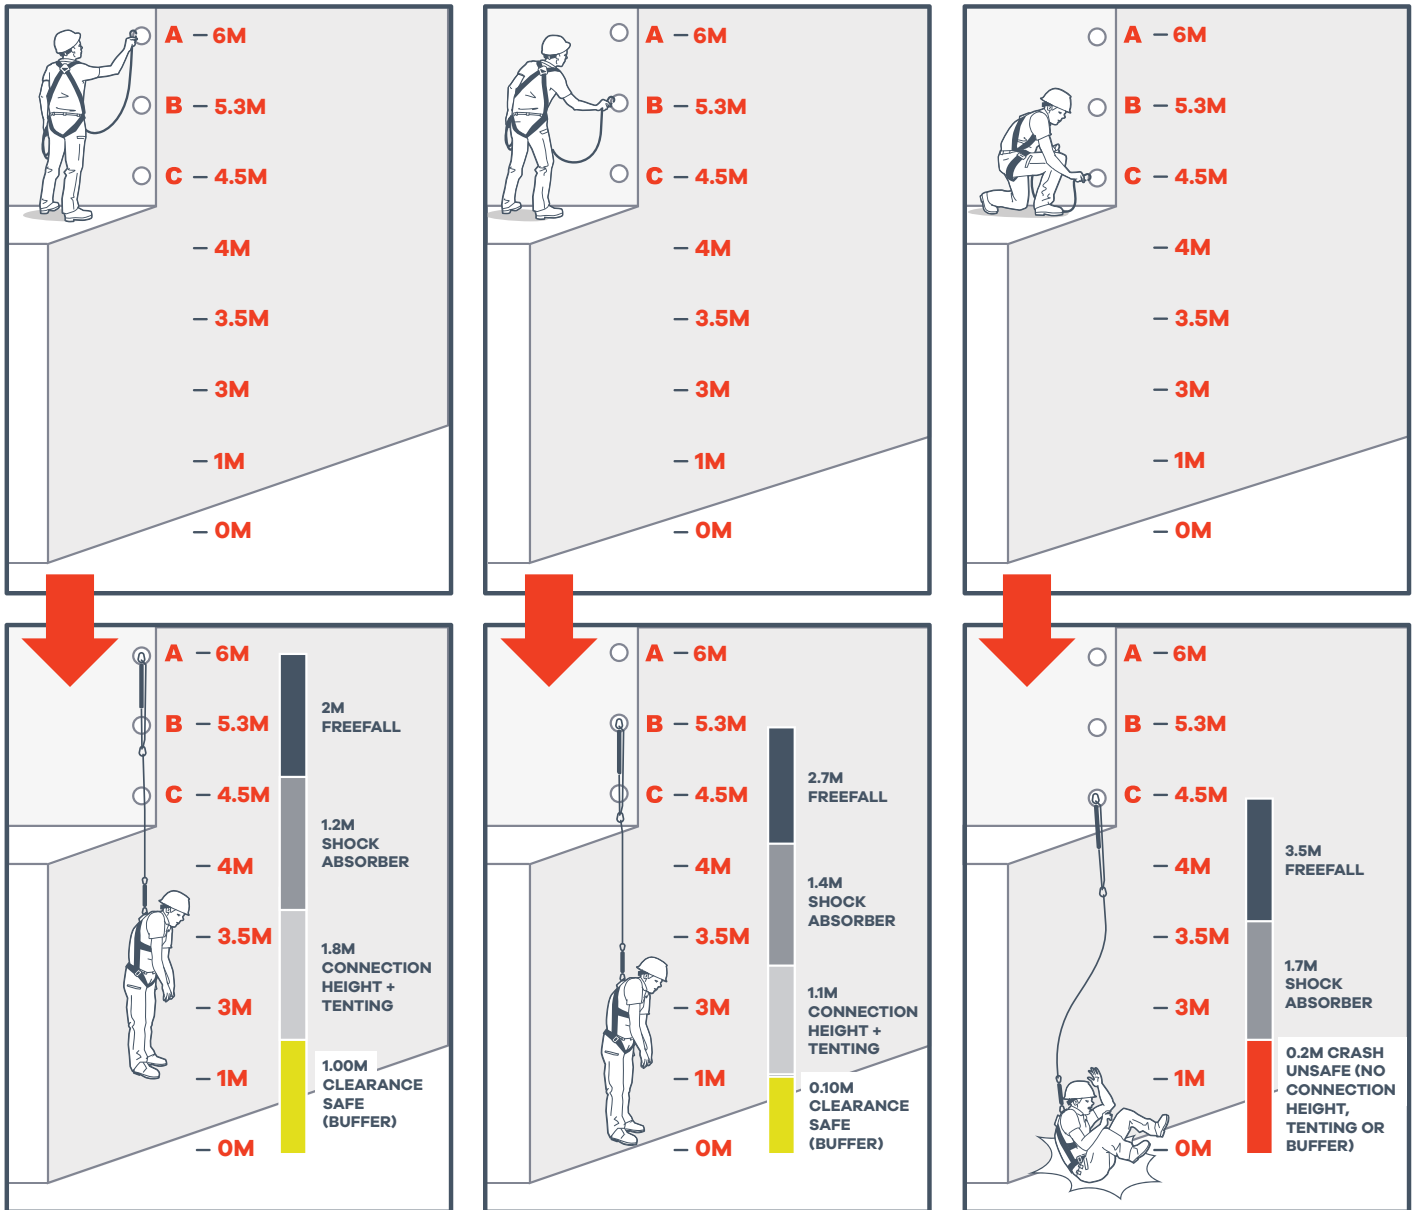 A – 6M
B – 5.3M
C – 4.5M
– 4M
– 3.5M
– 3M
– 1M
– 0M
A – 6M
B – 5.3M
C – 4.5M
– 4M
– 3.5M
– 3M
– 1M
– 0M
A – 6M
B – 5.3M
C – 4.5M
– 4M
– 3.5M
– 3M
– 1M
– 0M
A – 6M
B – 5.3M
C – 4.5M
– 4M
– 3.5M
– 3M
– 1M
– 0M
2M
FREEFALL
1.2M
SHOCK
ABSORBER
1.8M
CONNECTION
HEIGHT +
TENTING
1.00M
CLEARANCE
SAFE
(BUFFER)
A – 6M
B – 5.3M
C – 4.5M
– 4M
– 3.5M
– 3M
– 1M
– 0M
2.7M
FREEFALL
1.4M
SHOCK
ABSORBER
1.1M
CONNECTION
HEIGHT +
TENTING
0.10M
CLEARANCE
SAFE
(BUFFER)
A – 6M
B – 5.3M
C – 4.5M
– 4M
– 3.5M
– 3M
– 1M
– 0M
3.5M
FREEFALL
1.7M
SHOCK
ABSORBER
0.2M CRASH
UNSAFE (NO
CONNECTION
HEIGHT,
TENTING OR
BUFFER)